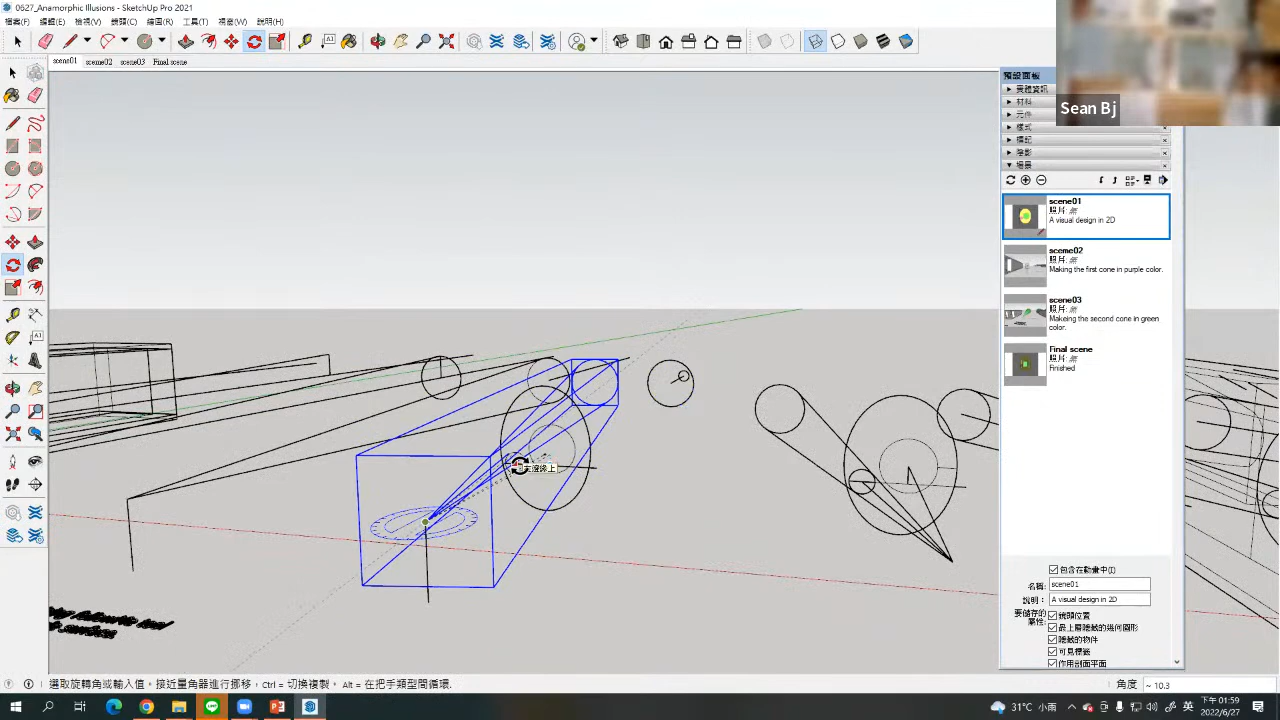 0627_Anamorphic Illusions - SketchUp Pro 2021
檔案(F) 編輯(E) 檢視(V) 鏡頭(C) 繪圖(R) 工具(T) 視窗(W) 說明(H)
scene01 sceme02 scene03 Final scene
預設面板
實體資訊
材料
元件
樣式
標記
陰影
場景
Sean Bj
scene01
照片: 無
A visual design in 2D
sceme02
照片: 無
Making the first cone in purple color.
scene03
照片: 無
Makeing the second cone in green
color.
Final scene
照片: 無
Finished
包含在動畫中(I)
名稱: scene01
說明: A visual design in 2D
要儲存的
屬性:
鏡頭位置
最上層隱藏的幾何圖形
隱藏的物件
可見標籤
作用剖面平面
選取旋轉角或輸入值，接近量角器進行挪移. Ctrl = 切換複製，Alt = 在把手類型間循環.
角度 ~ 10.3
31°C 小雨
英
下午 01:59
2022/6/27